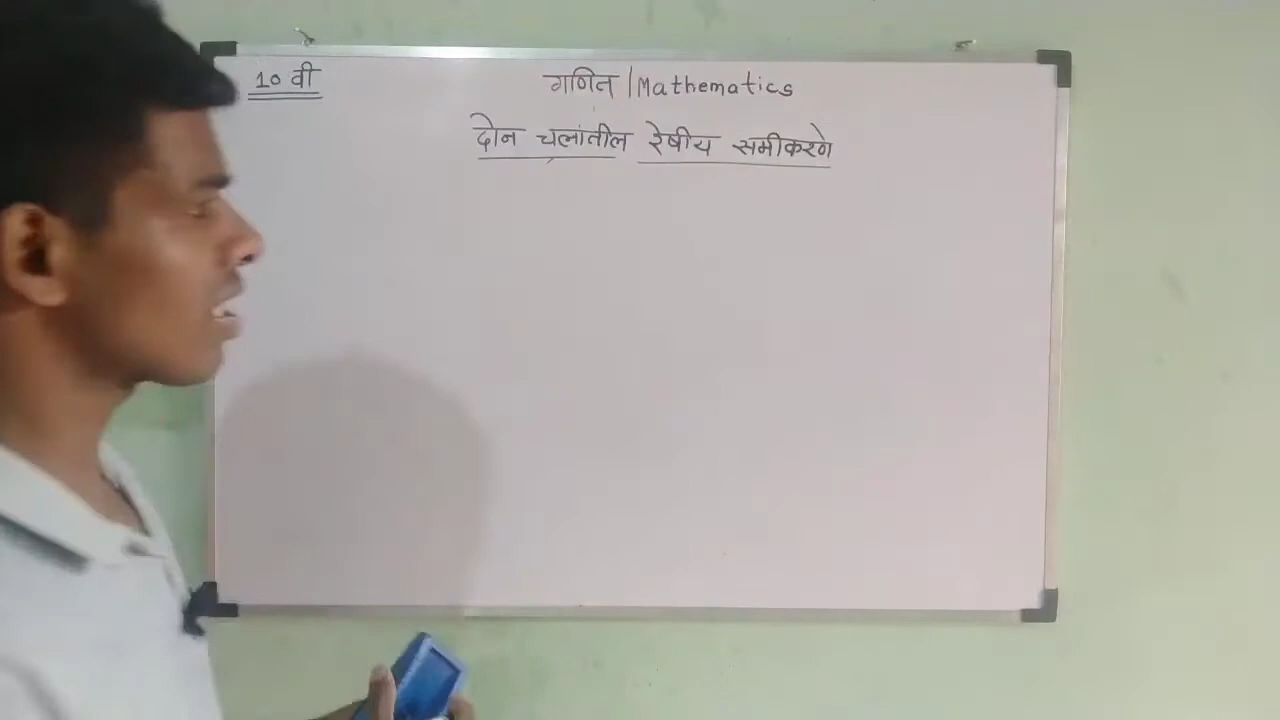 10 वी
गणित | Mathematics
दोन चलांतील रेषीय समीकरणे